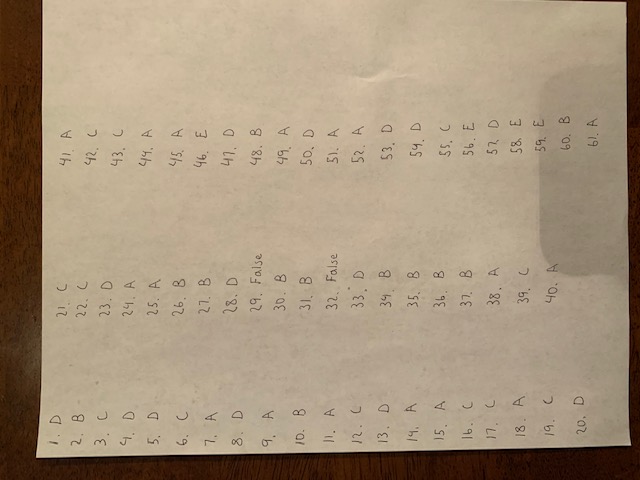 1. D
2. B
3. C
4. D
5. D
6. C
7. A
8. D
9. A
10. B
11. A
12. C
13. D
14. A
15. A
16. C
17. C
18. A
19. C
20. D
21. C
22. C
23. D
24. A
25. A
26. B
27. B
28. D
29. False
30. B
31. B
32. False
33. D
34. B
35. B
36. B
37. B
38. A
39. C
40. A
41. A
42. C
43. C
44. A
45. A
46. E
47. D
48. B
49. A
50. D
51. A
52. A
53. D
54. D
55. C
56. E
57. D
58. E
59. E
60. B
61. A